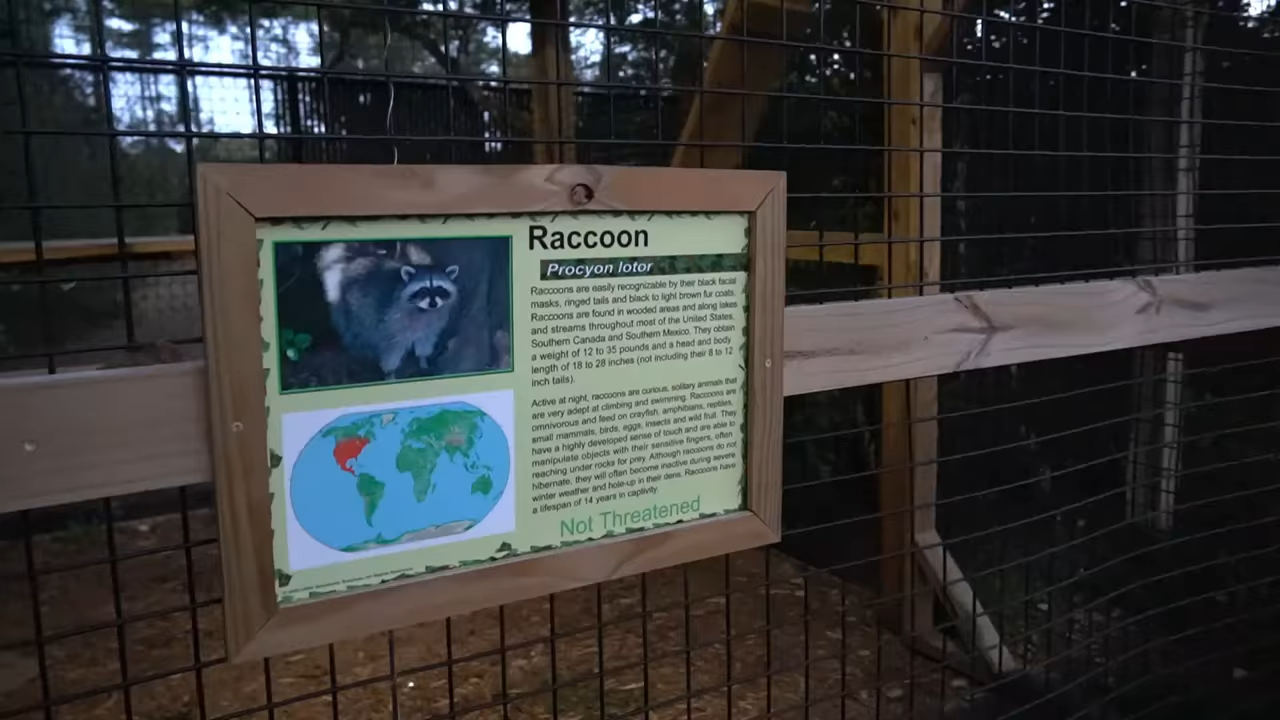 Raccoon
Procyon lotor
Raccoons are easily recognizable by their black facial
masks, ringed tails and black to light brown fur coats.
Raccoons are found in wooded areas and along lakes
and streams throughout most of the United States,
Southern Canada and Southern Mexico. They obtain
a weight of 12 to 35 pounds and a head and body
length of 18 to 28 inches (not including their 8 to 12
inch tails).
Active at night, raccoons are curious, solitary animals that
are very adept at climbing and swimming. Raccoons are
omnivorous and feed on crayfish, amphibians, reptiles,
small mammals, birds, eggs, insects and wild fruit. They
have a highly developed sense of touch and are able to
manipulate objects with their sensitive fingers, often
reaching under rocks for prey. Although racoons do not
hibernate, they will often become inactive during severe
winter weather and hole-up in their dens. Raccoons have
a lifespan of 14 years in captivity.
Not Threatened